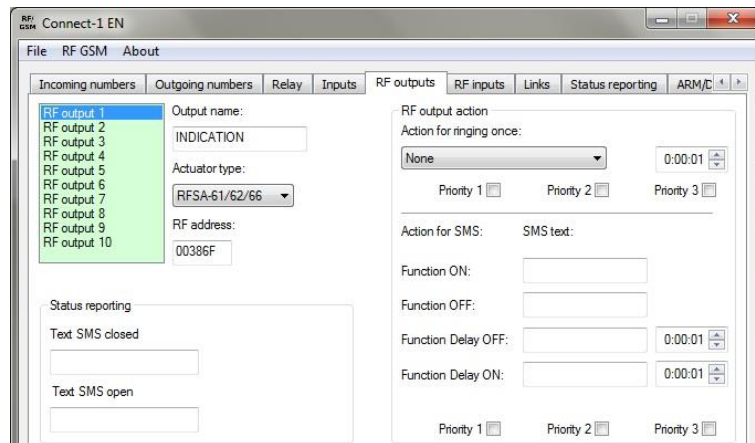 RF/GSM Connect-1 EN
File RF GSM About
Incoming numbers Outgoing numbers Relay Inputs RF outputs RF inputs Links Status reporting ARM/D
RF output 1
RF output 2
RF output 3
RF output 4
RF output 5
RF output 6
RF output 7
RF output 8
RF output 9
RF output 10
Output name:
INDICATION
Actuator type:
RFSA-61/62/66
RF address:
00386F
Status reporting
Text SMS closed
Text SMS open
RF output action
Action for ringing once:
None 0:00:01
Priority 1 Priority 2 Priority 3
Action for SMS: SMS text:
Function ON:
Function OFF:
Function Delay OFF: 0:00:01
Function Delay ON: 0:00:01
Priority 1 Priority 2 Priority 3